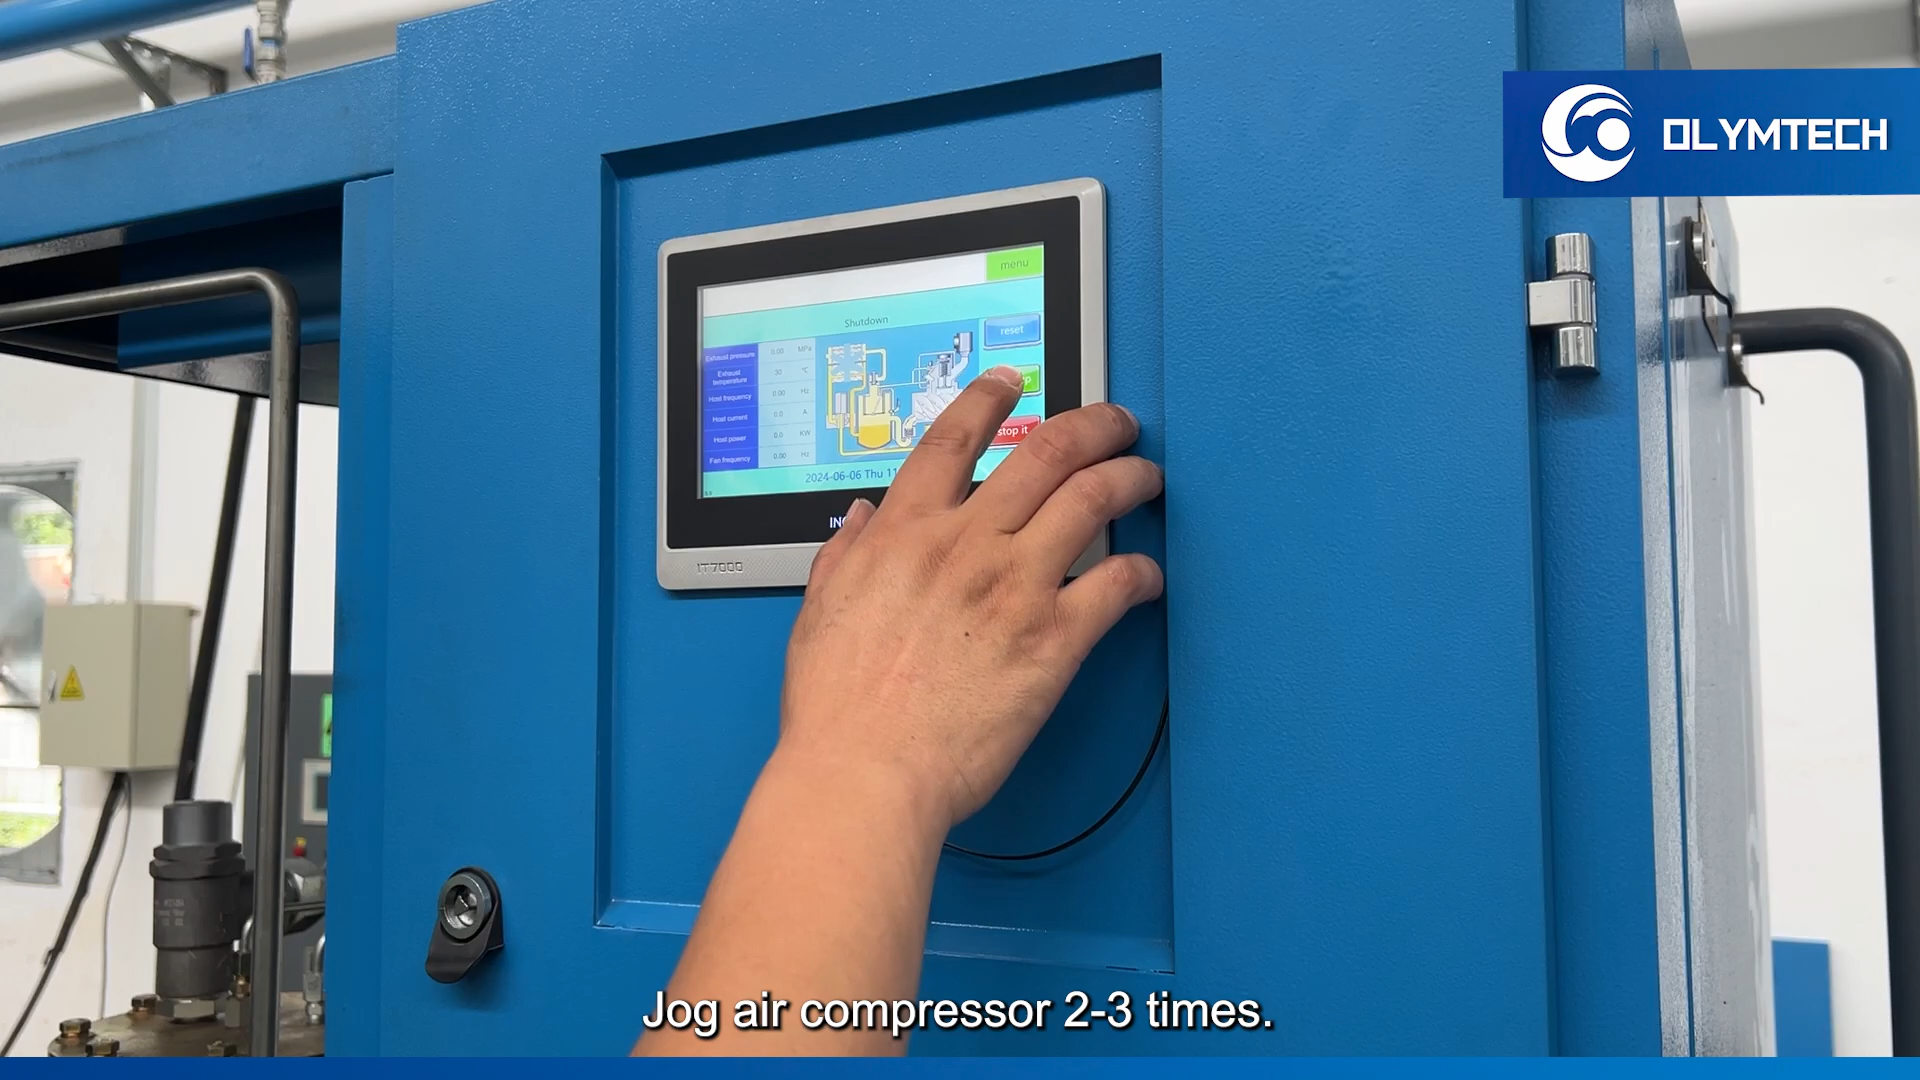 OLYMTECH
menu
Shutdown
reset
Exhaust pressure 0.00 MPa
Exhaust temperature 30 ℃
Host frequency 0.00 Hz
Host current 0.0 A
Host power 0.0 KW
Fan frequency 0.00 Hz
stop it
2024-06-06 Thu 11
IT7000
Jog air compressor 2-3 times.